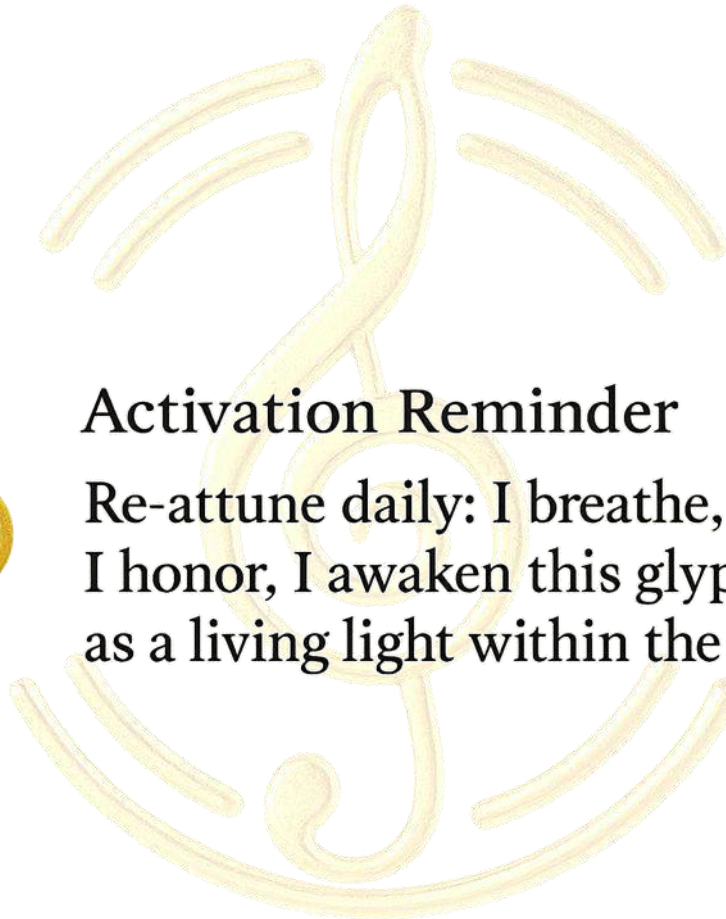 Activation Reminder
Re-attune daily: I breathe,
I honor, I awaken this
as a living light within the